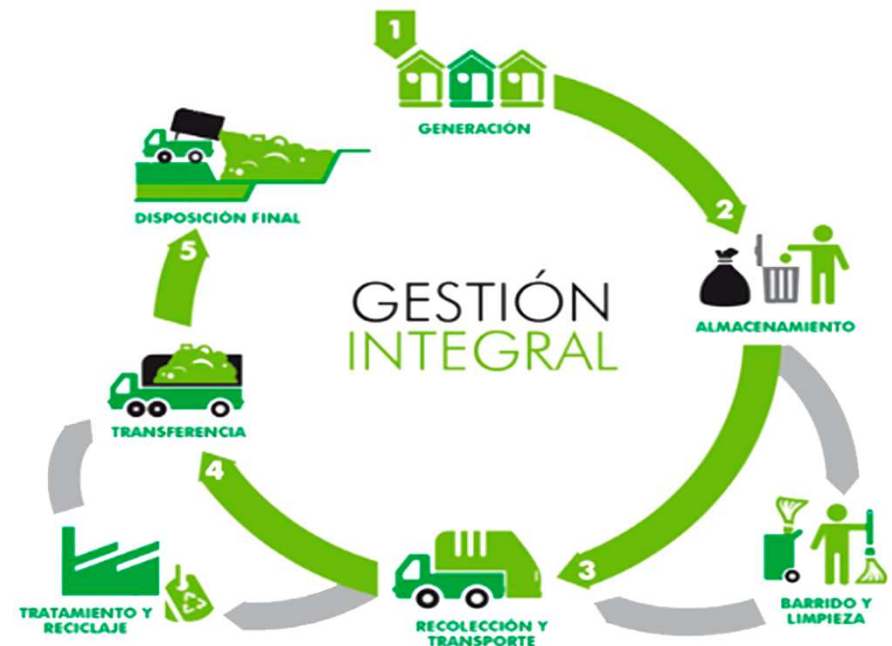 1
GENERACIÓN
2
ALMACENAMIENTO
BARRIDO Y
LIMPIEZA
3
RECOLECCIÓN Y
TRANSPORTE
TRATAMIENTO Y
RECICLAJE
4
TRANSFERENCIA
5
DISPOSICIÓN FINAL
GESTIÓN
INTEGRAL